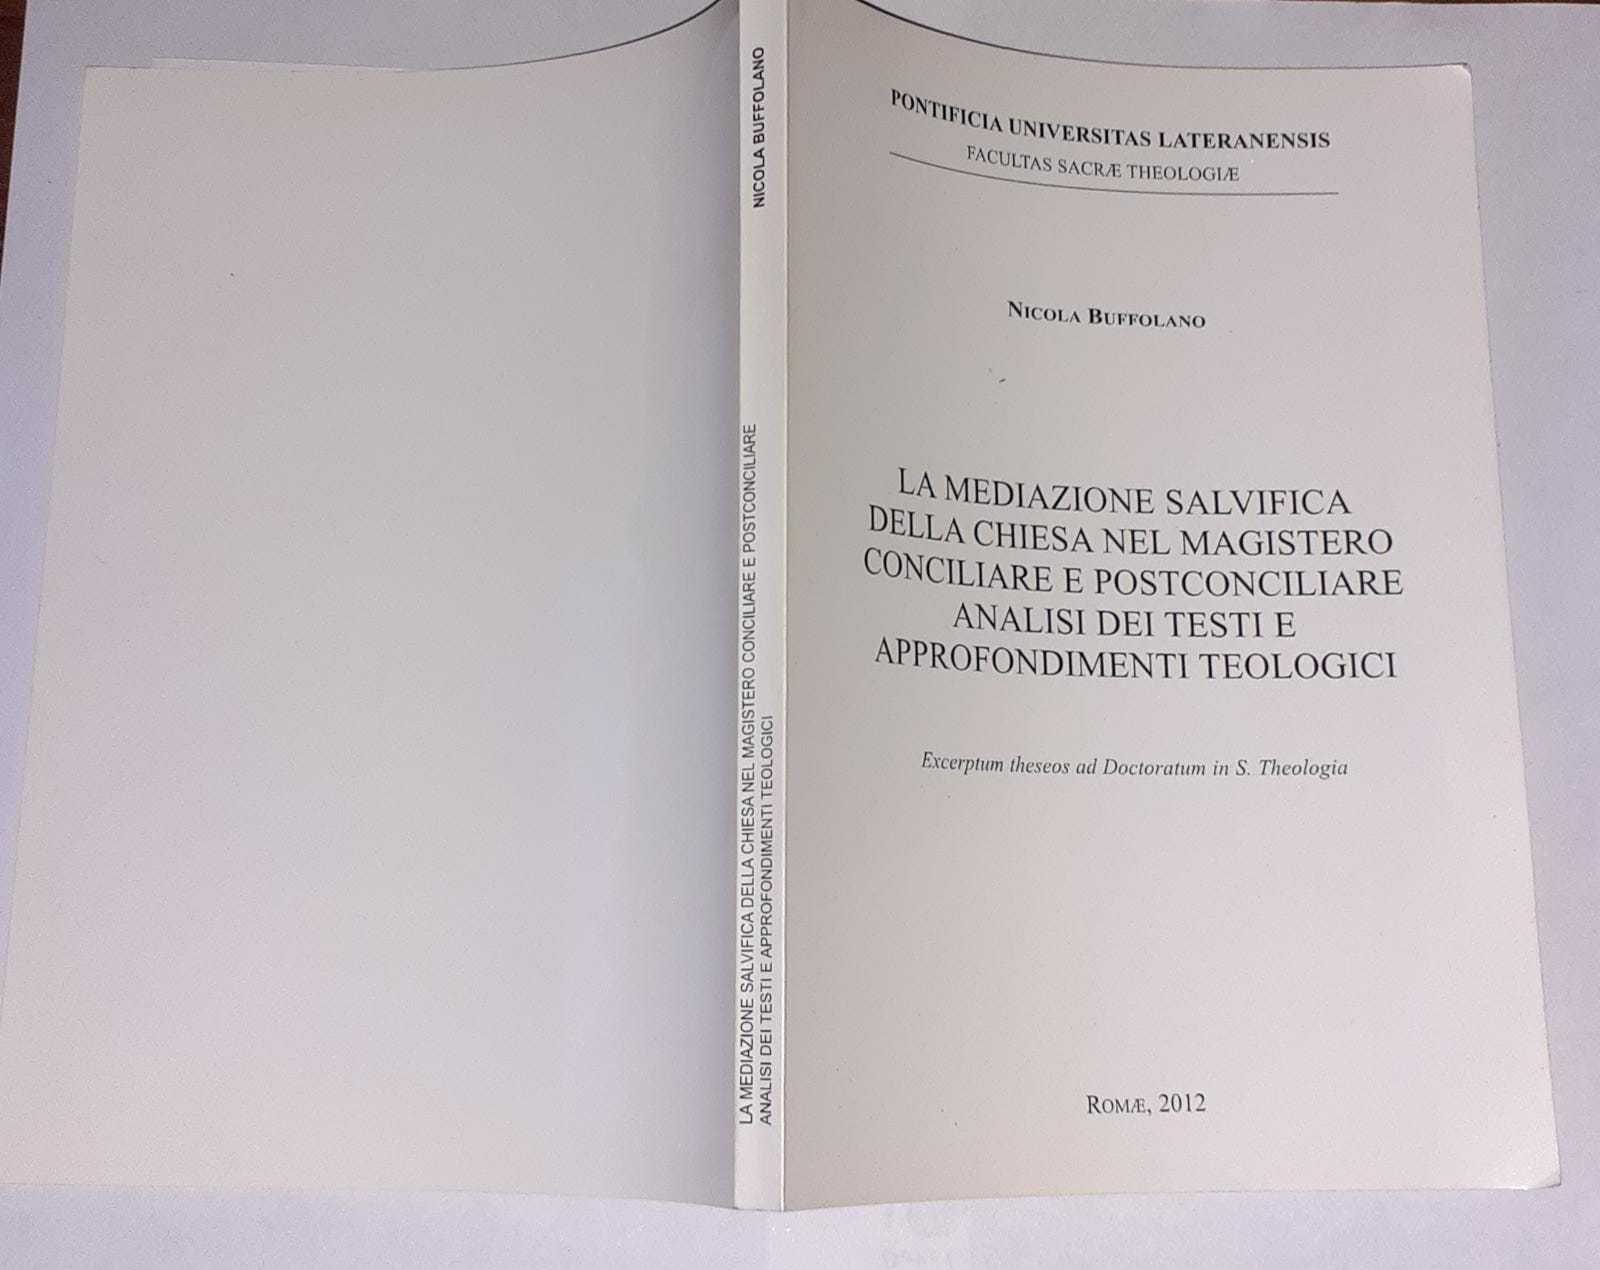 NICOLA BUFFOLANO
LA MEDIAZIONE SALVIFICA DELLA CHIESA NEL MAGISTERO CONCILIARE E POSTCONCILIARE
ANALISI DEI TESTI E APPROFONDIMENTI TEOLOGICI
PONTIFICIA UNIVERSITAS LATERANENSIS
FACULTAS SACRÆ THEOLOGIÆ
NICOLA BUFFOLANO
LA MEDIAZIONE SALVIFICA
DELLA CHIESA NEL MAGISTERO
CONCILIARE E POSTCONCILIARE
ANALISI DEI TESTI E
APPROFONDIMENTI TEOLOGICI
Excerptum theseos ad Doctoratum in S. Theologia
ROMÆ, 2012